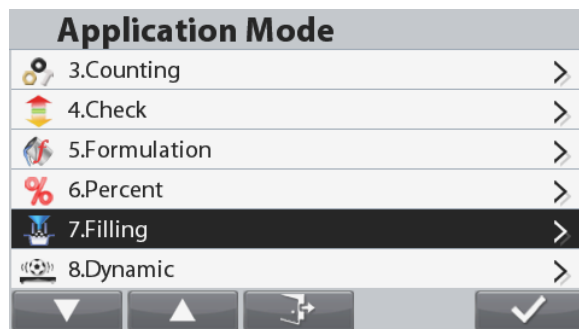 Application Mode
3.Counting
4.Check
5.Formulation
6.Percent
7.Filling
8.Dynamic